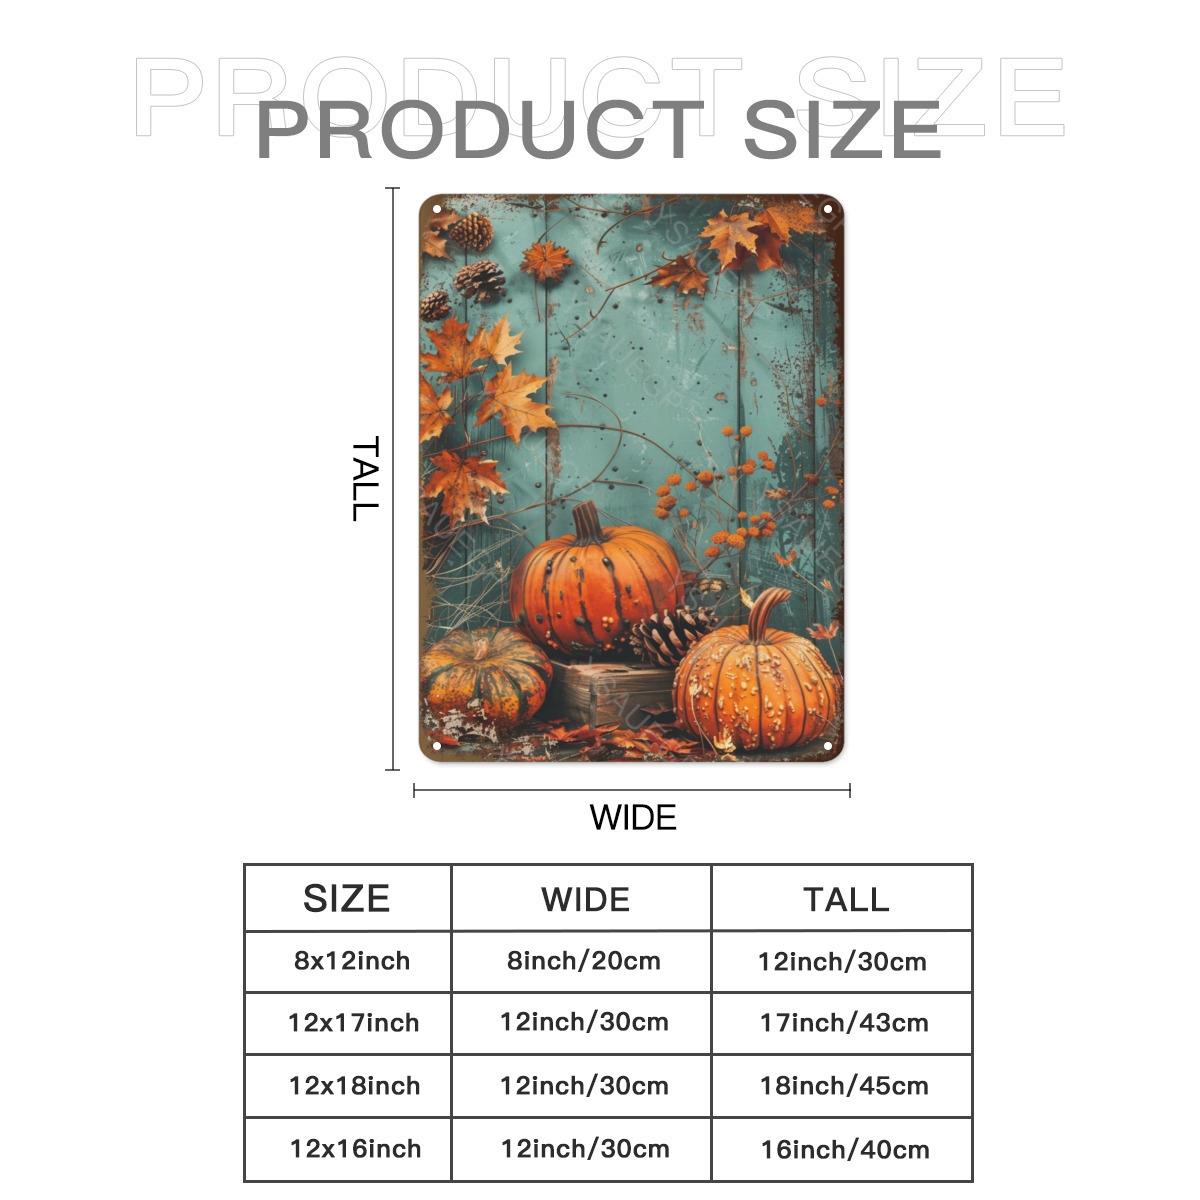 PRODUCT SIZE
PRODUCT SIZE
TALL
WIDE
SIZE WIDE TALL
8x12inch 8inch/20cm 12inch/30cm
12x17inch 12inch/30cm 17inch/43cm
12x18inch 12inch/30cm 18inch/45cm
12x16inch 12inch/30cm 16inch/40cm